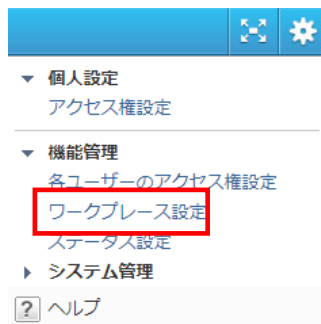 個人設定
アクセス権設定
機能管理
各ユーザーのアクセス権設定
ワークプレース設定
ステータス設定
システム管理
? ヘルプ